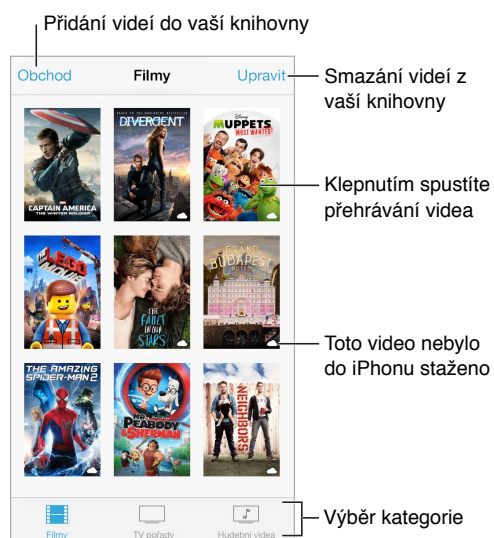 Přidání videí do vaší knihovny
Obchod
Filmy
Upravit
Smazání videí z
vaší knihovny
CAPTAIN AMERICA
THE WINTER SOLDIER
DIVERGENT
Disney
MUPPETS
MOST WANTED
Klepnutím spustíte
přehrávání videa
THE LEGO
MOVIE
THE
FAULT
IN OUR
STARS
GRAND
BUDAPEST
HOTEL
Toto video nebylo
do iPhonu staženo
THE AMAZING
SPIDER-MAN 2
MR.
PEABODY
&SHERMAN
NEIGHBORS
Filmy
TV pořady
Hudební videa
Výběr kategorie